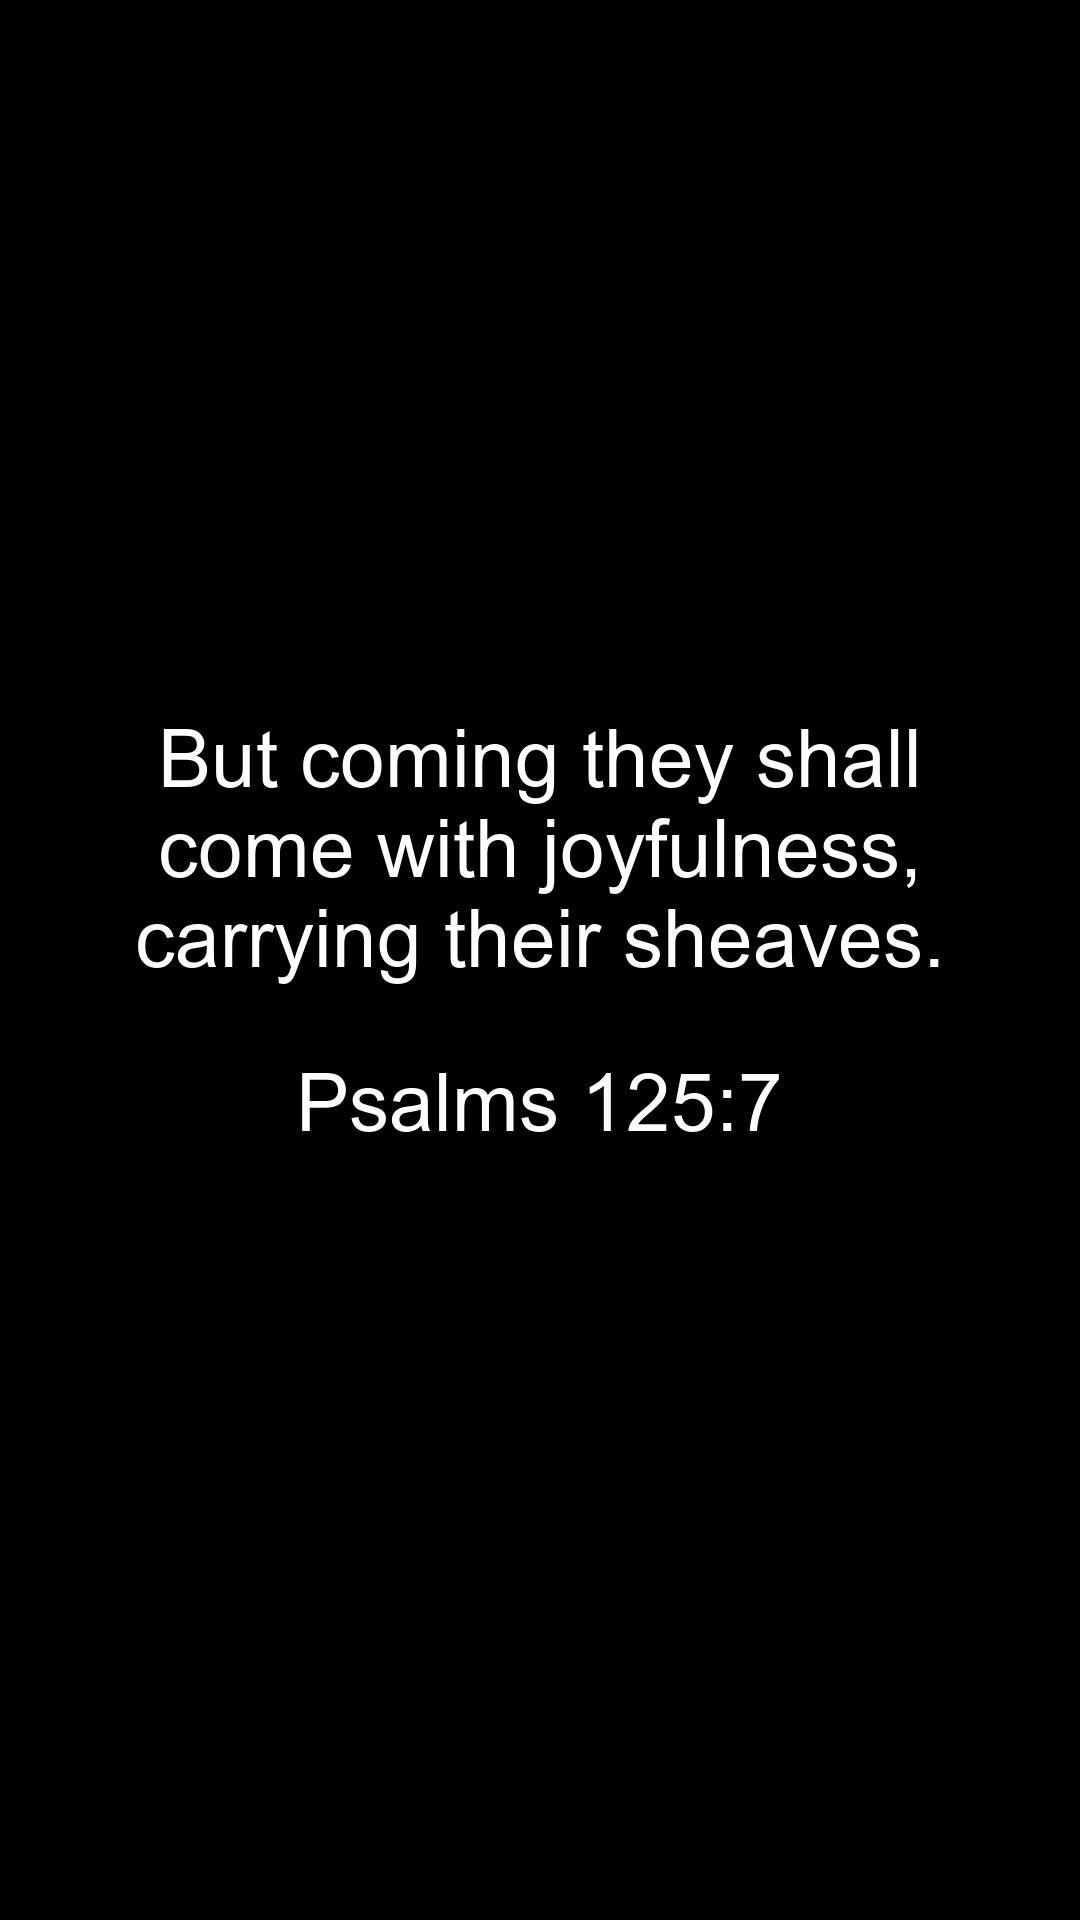 But coming they shall
come with joyfulness,
carrying their sheaves.
Psalms 125:7